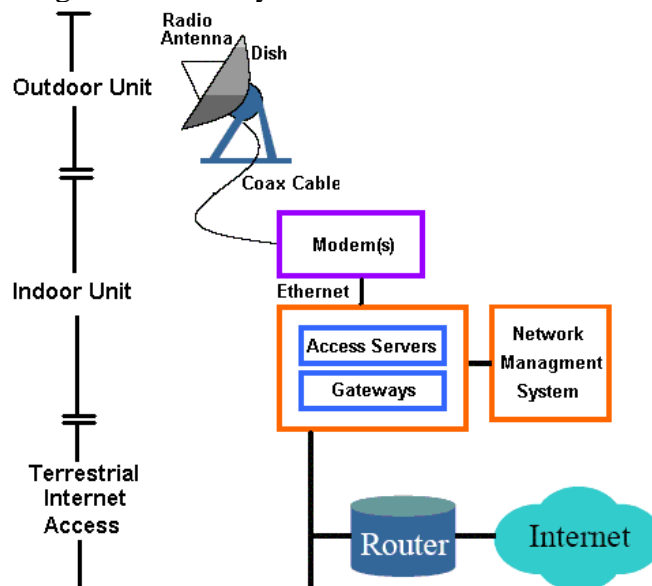 Radio
Antenna
Dish
Outdoor Unit
Coax Cable
Modem(s)
Indoor Unit
Ethernet
Access Servers
Gateways
Network
Managment
System
Terrestrial
Internet
Access
Router
Internet